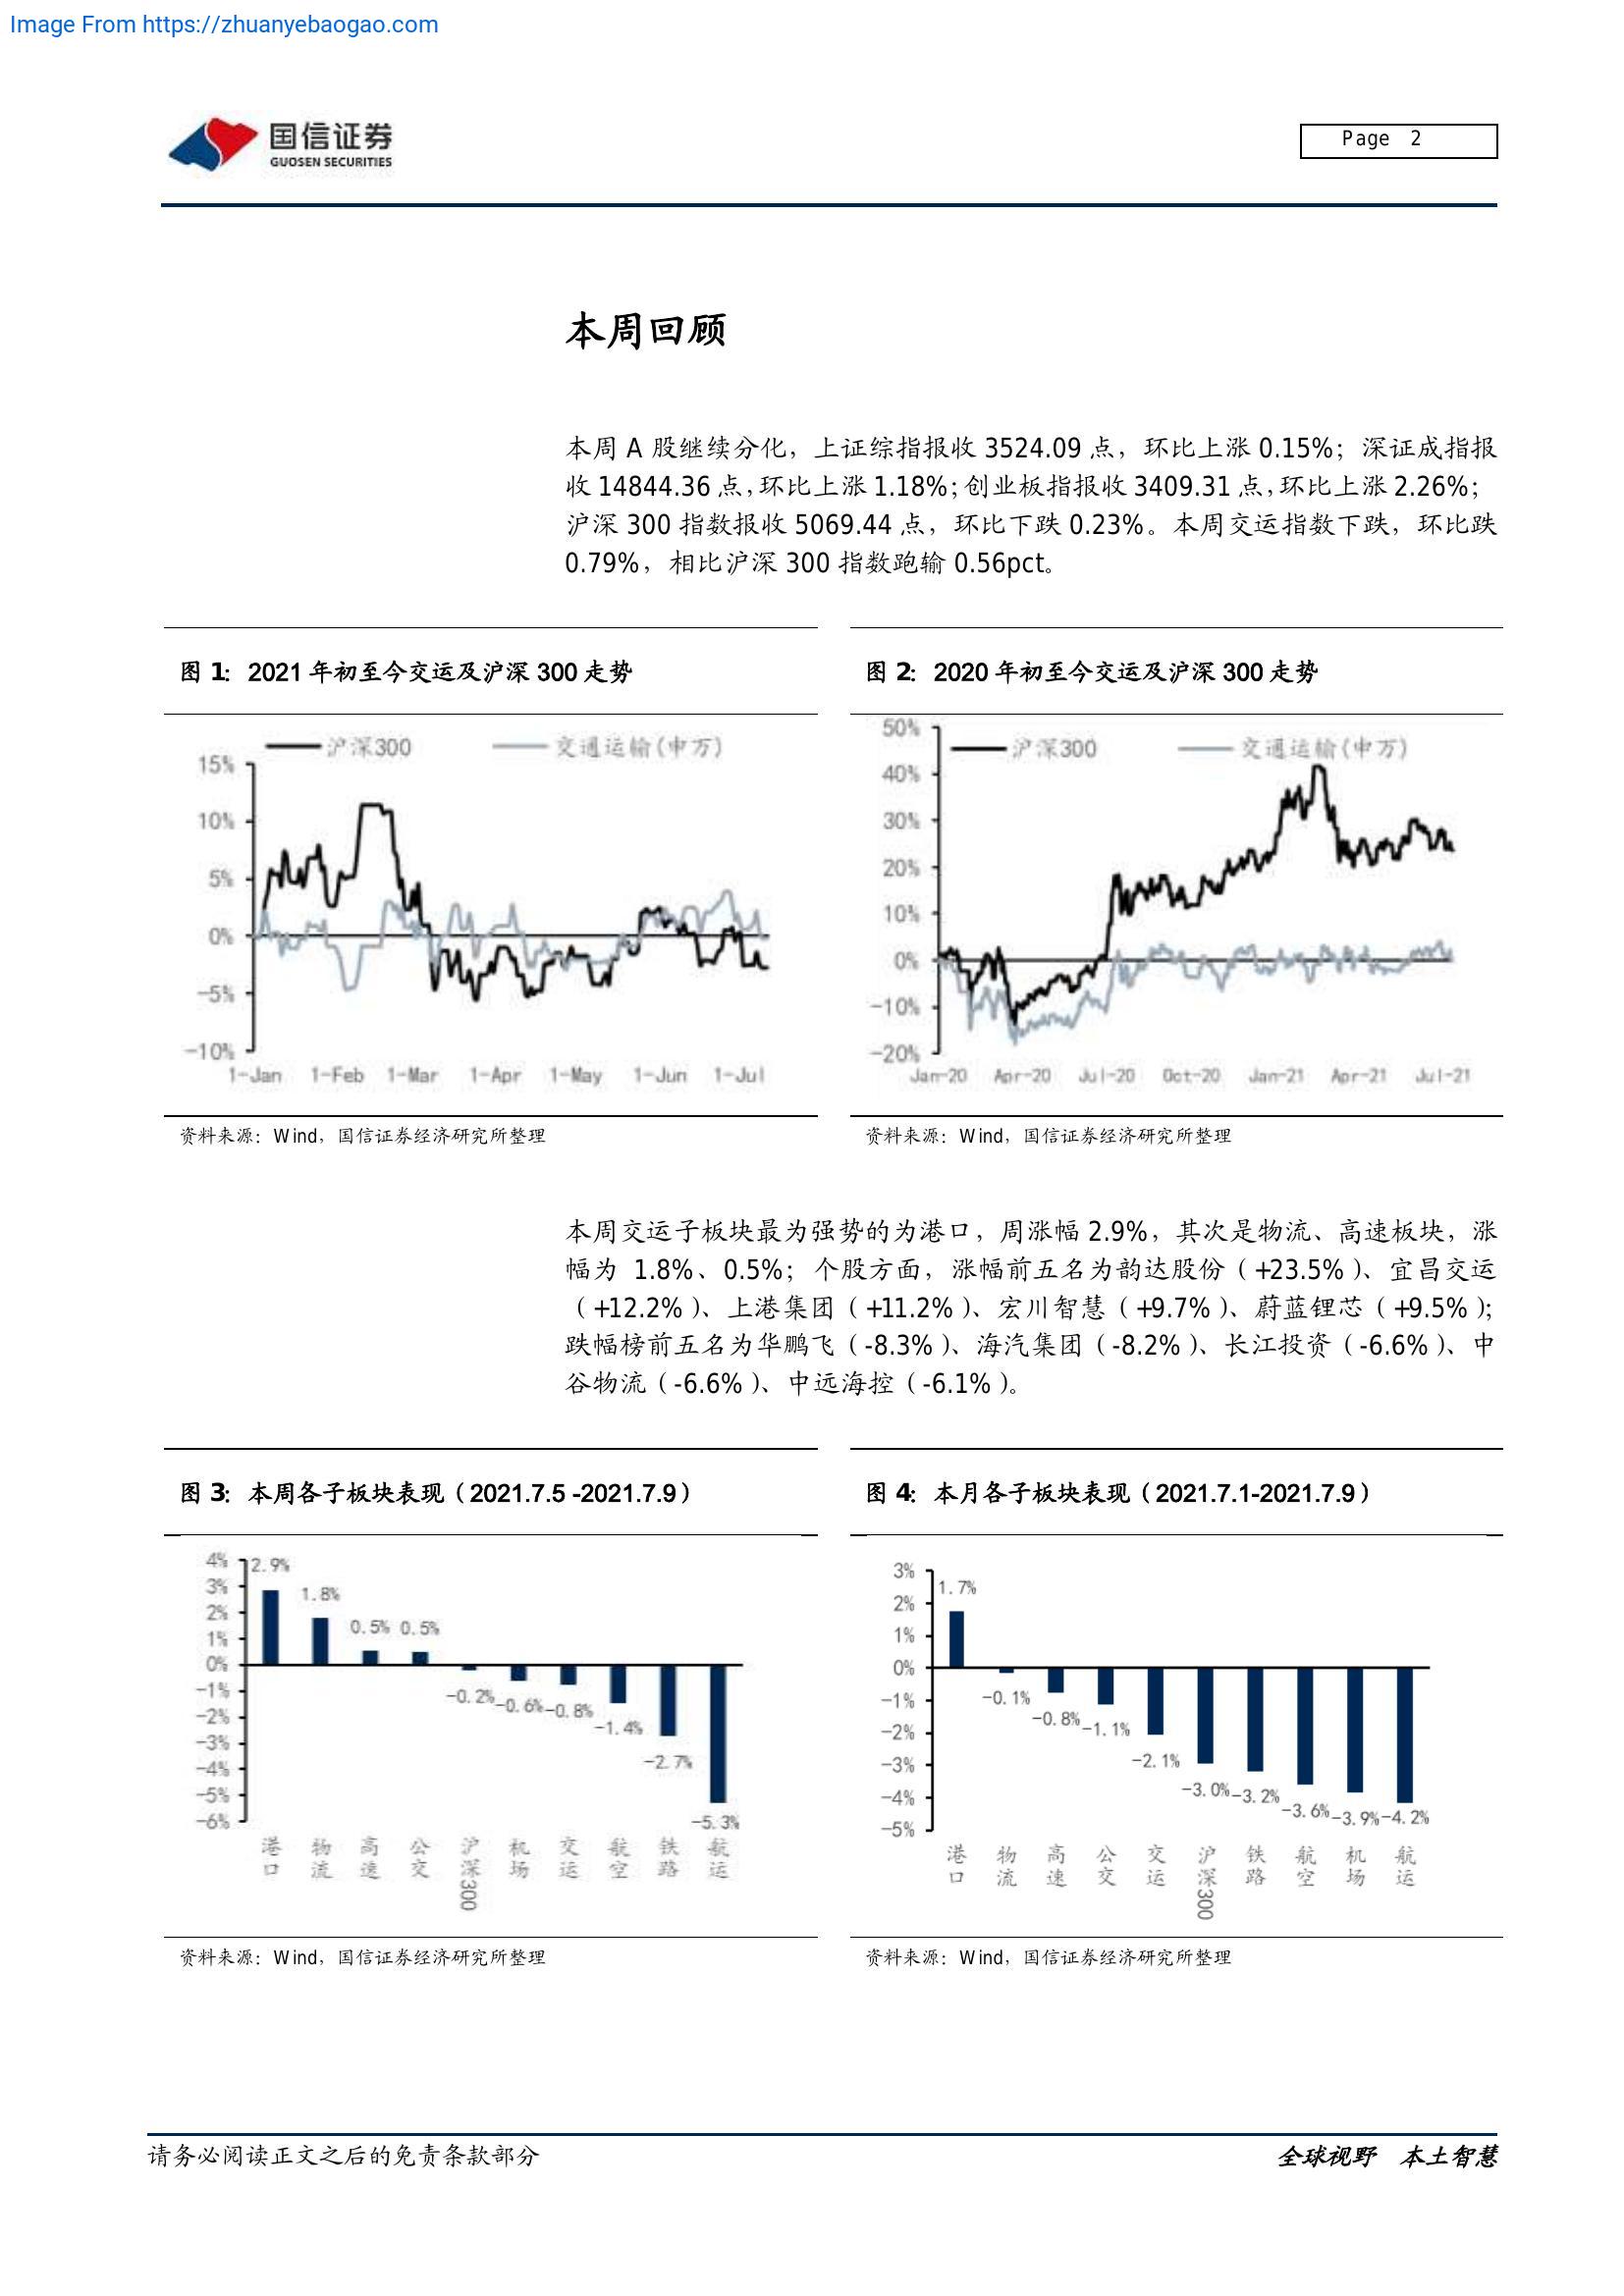 Image From https://zhuanyebaogao.com
国信证券
GUOSEN SECURITIES
Page 2
本周回顾
本周 A 股继续分化，上证综指报收 3524.09 点，环比上涨 0.15%；深证成指报
收 14844.36 点，环比上涨 1.18%；创业板指报收 3409.31 点，环比上涨 2.26%；
沪深 300 指数报收 5069.44 点，环比下跌 0.23%。本周交运指数下跌，环比跌
0.79%，相比沪深 300 指数跑输 0.56pct。
图 1：2021 年初至今交运及沪深 300 走势
沪深300 交通运输(申万)
15%
10%
5%
0%
-5%
-10%
1-Jan 1-Feb 1-Mar 1-Apr 1-May 1-Jun 1-Jul
资料来源：Wind，国信证券经济研究所整理
图 2：2020 年初至今交运及沪深 300 走势
沪深300 交通运输(申万)
50%
40%
30%
20%
10%
0%
-10%
-20%
Jan-20 Apr-20 Jul-20 Oct-20 Jan-21 Apr-21 Jul-21
资料来源：Wind，国信证券经济研究所整理
本周交运子板块最为强势的为港口，周涨幅 2.9%，其次是物流、高速板块，涨
幅为 1.8%、0.5%；个股方面，涨幅前五名为韵达股份（+23.5%）、宜昌交运
（+12.2%）、上港集团（+11.2%）、宏川智慧（+9.7%）、蔚蓝锂芯（+9.5%）；
跌幅榜前五名为华鹏飞（-8.3%）、海汽集团（-8.2%）、长江投资（-6.6%）、中
谷物流（-6.6%）、中远海控（-6.1%）。
图 3：本周各子板块表现（2021.7.5 -2021.7.9）
4%
3%
2%
1%
0%
-1%
-2%
-3%
-4%
-5%
-6%
2.9%
1.8%
0.5% 0.5%
-0.2% -0.6% -0.8%
-1.4%
-2.7%
-5.3%
港口 物流 高速 公交 沪深300 机场 交运 航空 铁路 航运
资料来源：Wind，国信证券经济研究所整理
图 4：本月各子板块表现（2021.7.1-2021.7.9）
3%
2%
1%
0%
-1%
-2%
-3%
-4%
-5%
1.7%
-0.1%
-0.8% -1.1%
-2.1%
-3.0% -3.2%
-3.6% -3.9% -4.2%
港口 物流 高速 公交 交运 沪深300 铁路 航空 机场 航运
资料来源：Wind，国信证券经济研究所整理
请务必阅读正文之后的免责条款部分
全球视野 本土智慧